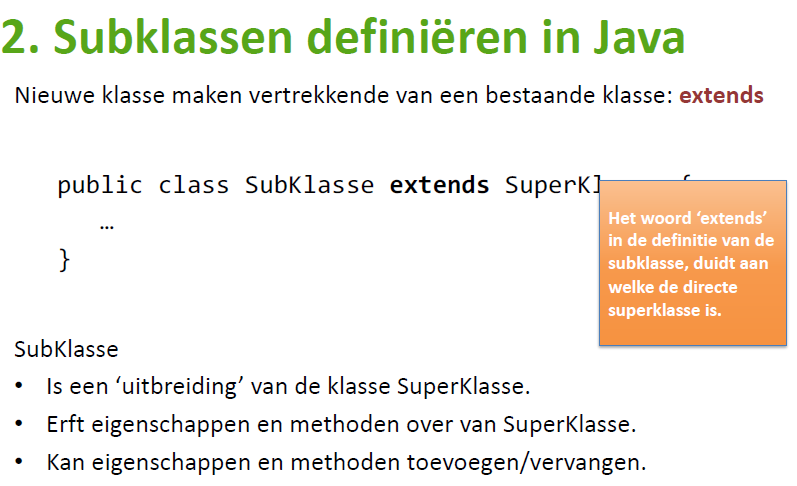 2. Subklassen definiëren in Java
Nieuwe klasse maken vertrekkende van een bestaande klasse: extends
public class SubKlasse extends SuperKl
…
}
Het woord ‘extends’
in de definitie van de
subklasse, duidt aan
welke de directe
superklasse is.
SubKlasse
• Is een ‘uitbreiding’ van de klasse SuperKlasse.
• Erft eigenschappen en methoden over van SuperKlasse.
• Kan eigenschappen en methoden toevoegen/vervangen.